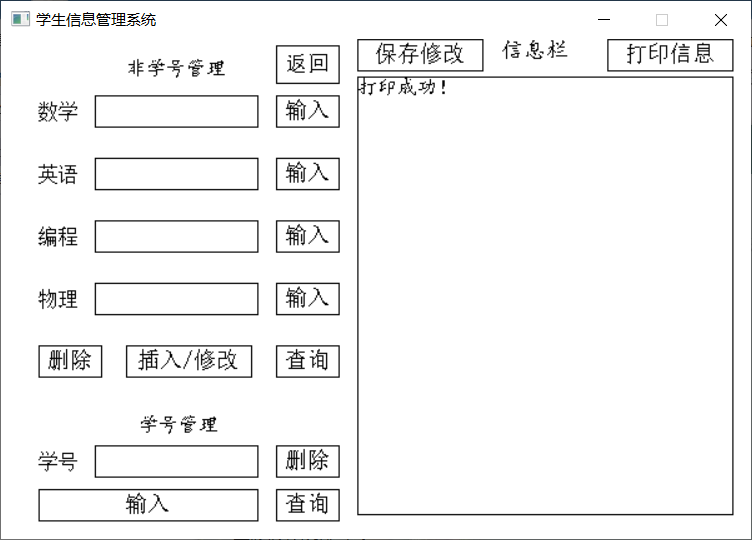 学生信息管理系统
非学号管理 返回
数学 输入
英语 输入
编程 输入
物理 输入
删除 插入/修改 查询
学号管理
学号 删除
输入 查询
保存修改 信息栏 打印信息
打印成功!